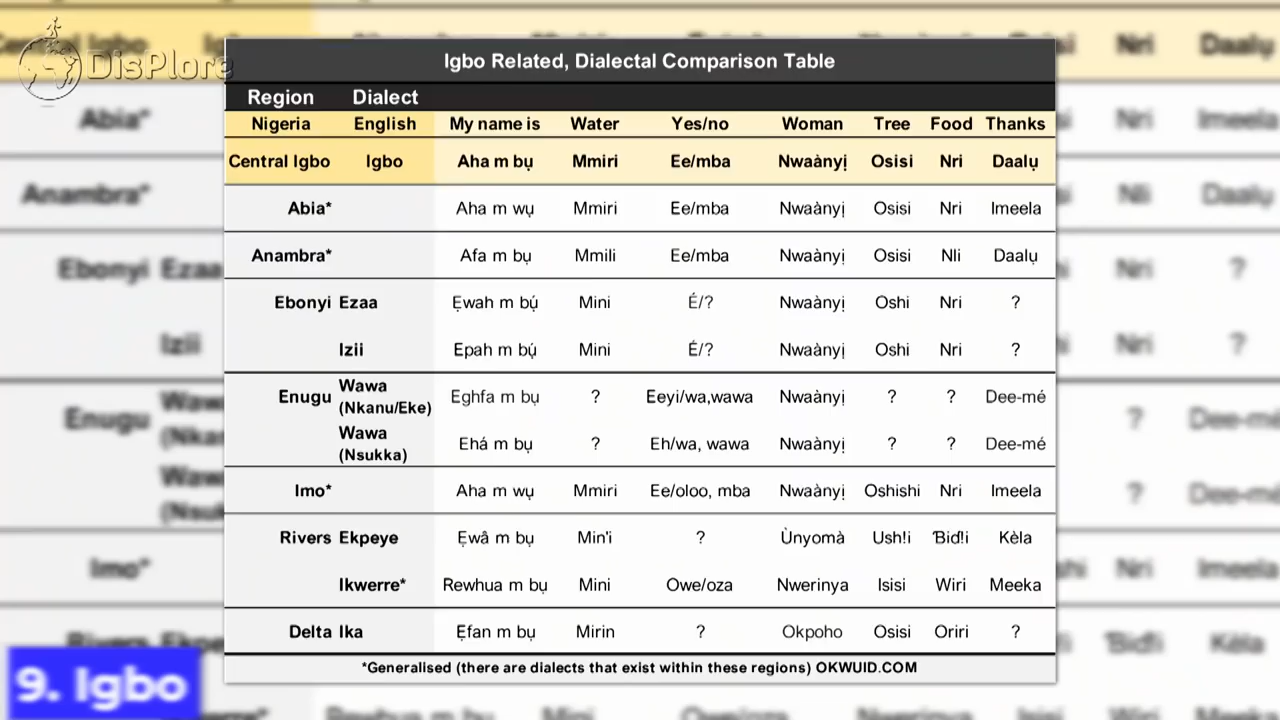 DisPlore
Igbo Related, Dialectal Comparison Table
Region Dialect
Nigeria English My name is Water Yes/no Woman Tree Food Thanks
Central Igbo Igbo Aha m bụ Mmiri Ee/mba Nwaànyị Osisi Nri Daalụ
Abia* Aha m wụ Mmiri Ee/mba Nwaànyị Osisi Nri Imeela
Anambra* Afa m bụ Mmili Ee/mba Nwaànyị Osisi Nli Daalụ
Ebonyi Ezaa Ẹwah m bụ́ Mini É/? Nwaànyị Oshi Nri ?
Izii Epah m bụ́ Mini É/? Nwaànyị Oshi Nri ?
Enugu Wawa (Nkanu/Eke) Eghfa m bụ ? Eeyi/wa,wawa Nwaànyị ? ? Dee-mé
Wawa (Nsukka) Ehá m bụ ? Eh/wa, wawa Nwaànyị ? ? Dee-mé
Imo* Aha m wụ Mmiri Ee/oloo, mba Nwaànyị Oshishi Nri Imeela
Rivers Ekpeye Ẹwâ m bụ Min'i ? Ùnyomà Ush!i Ɓiɗ!i Kèla
Ikwerre* Rewhua m bụ Mini Owe/oza Nwerinya Isisi Wiri Meeka
Delta Ika Ẹfan m bụ Mirin ? Okpoho Osisi Oriri ?
*Generalised (there are dialects that exist within these regions) OKWUID.COM
9. Igbo